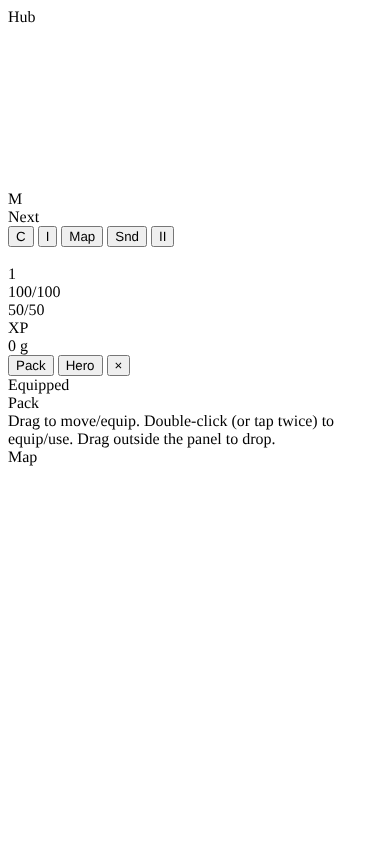 Hub
M
Next
C I Map Snd II
1
100/100
50/50
XP
0 g
Pack Hero ×
Equipped
Pack
Drag to move/equip. Double-click (or tap twice) to
equip/use. Drag outside the panel to drop.
Map